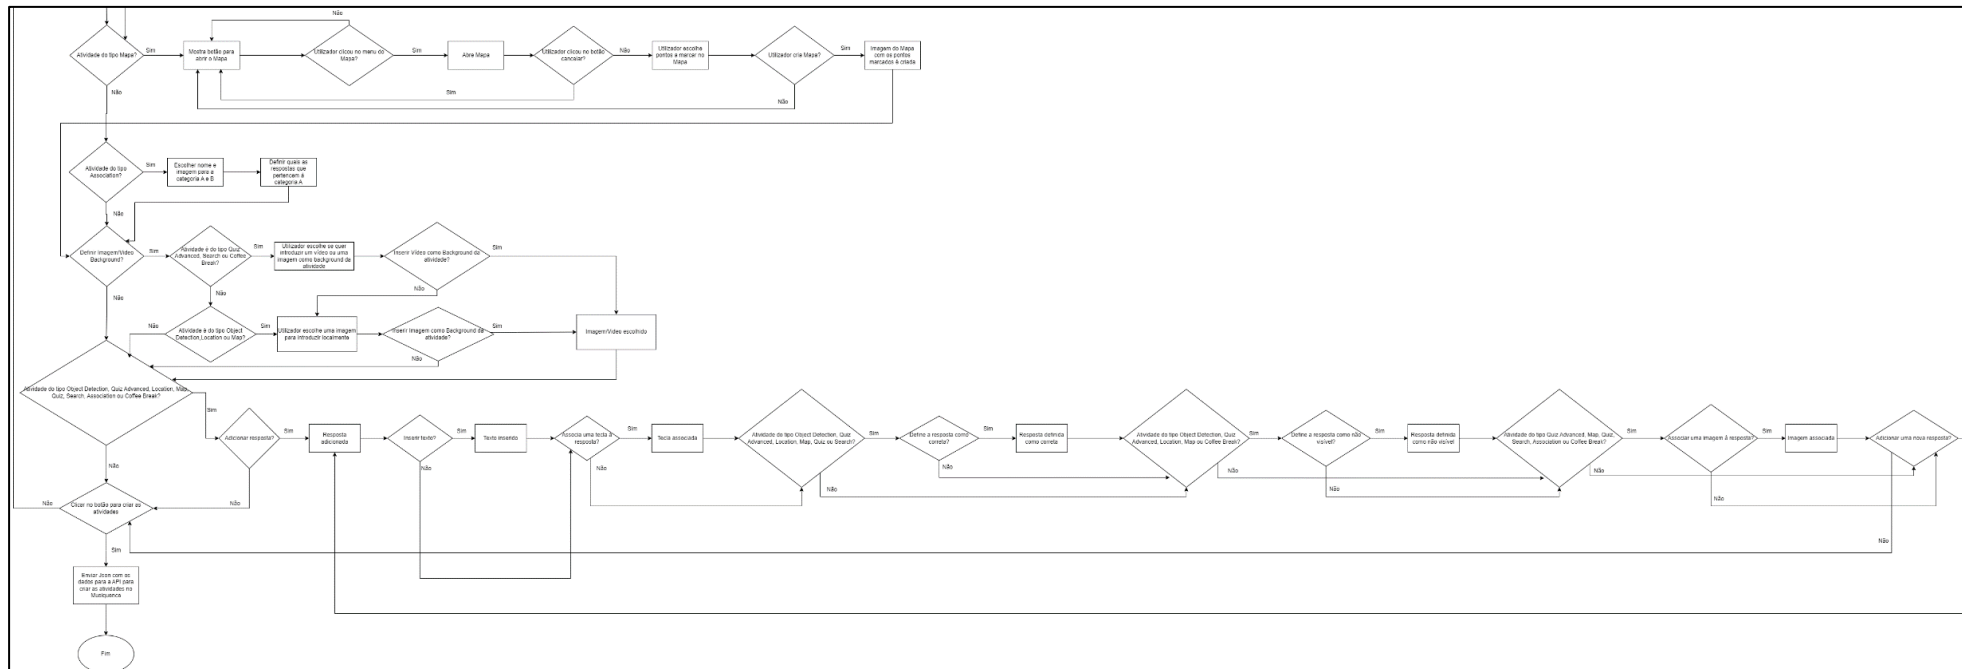 Não
Atividade do tipo Mapa?
Sim
Mostra botão para
abrir o Mapa
Utilizador clicou no menu do
Mapa?
Sim
Abre Mapa
Utilizador clicou no botão
cancelar?
Não
Utilizador escolhe
pontos a marcar no
Mapa
Utilizador cria Mapa?
Sim
Imagem do Mapa
com os pontos
marcados é criada
Não
Sim
Não
Atividade do tipo
Association?
Sim
Escolher nome e
imagem para a
categoria A e B
Definir quais as
respostas que
pertencem à
categoria A
Não
Definir Imagem/Video
Background?
Sim
Atividade é do tipo Quiz
Advanced, Search ou Coffee
Break?
Sim
Utilizador escolhe se quer
introduzir um vídeo ou uma
imagem como background da
atividade
Inserir Vídeo como Background da
atividade?
Sim
Não
Não
Não
Não
Atividade é do tipo Object
Detection,Location ou Map?
Sim
Utilizador escolhe uma imagem
para introduzir localmente
Inserir Imagem como Background da
atividade?
Sim
Imagem/Video escolhido
Não
Atividade do tipo Object Detection, Quiz Advanced, Location, Map,
Quiz, Search, Association ou Coffee Break?
Sim
Adicionar resposta?
Sim
Resposta
adicionada
Inserir texto?
Sim
Texto inserido
Associa uma tecla à
resposta?
Sim
Tecla associada
Atividade do tipo Object Detection, Quiz
Advanced, Location, Map, Quiz ou Search?
Sim
Define a resposta como
correta?
Sim
Resposta definida
como correta
Atividade do tipo Object Detection, Quiz
Advanced, Location, Map ou Coffee Break?
Sim
Define a resposta como não
visível?
Sim
Resposta definida
como não visível
Atividade do tipo Quiz Advanced, Map, Quiz,
Search, Association ou Coffee Break?
Sim
Associar uma imagem à resposta?
Sim
Imagem associada
Adicionar uma nova resposta?
Não
Não
Não
Não
Não
Não
Não
Não
Não
Não
Não
Não
Clicar no botão para criar as
atividades
Sim
Enviar Json com os
dados para a API para
criar as atividades no
Fim